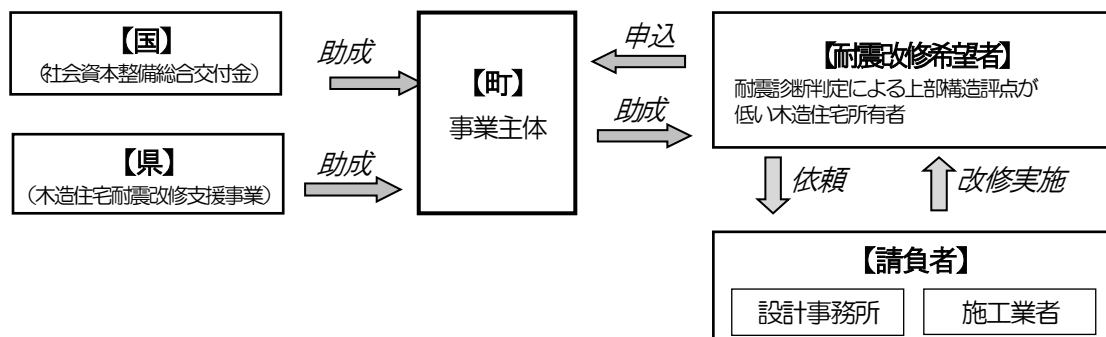 【国】
(社会資本整備総合交付金)
助成
【県】
(木造住宅耐震改修支援事業)
助成
【町】
事業主体
申込
助成
【耐震改修希望者】
耐震診断判定による上部構造評点が
低い木造住宅所有者
依頼
改修実施
【請負者】
設計事務所
施工業者